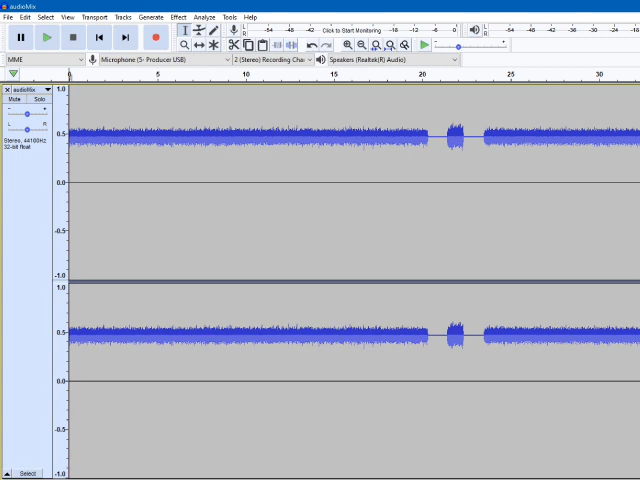 audioMix
File Edit Select View Transport Tracks Generate Effect Analyze Tools Help
L
R
-54 -48 -42 Click to Start Monitoring -18 -12 -6 0
L
R
-54 -48 -42 -36 -30 -24 -18 -12
MME
Microphone (5- Producer USB)
2 (Stereo) Recording Chai
Speakers (Realtek(R) Audio)
0 5 10 15 20 25 30
audioMix
Mute Solo
- +
L R
Stereo, 44100Hz
32-bit float
1.0
0.5
0.0
-0.5
-1.0
1.0
0.5
0.0
-0.5
-1.0
Select